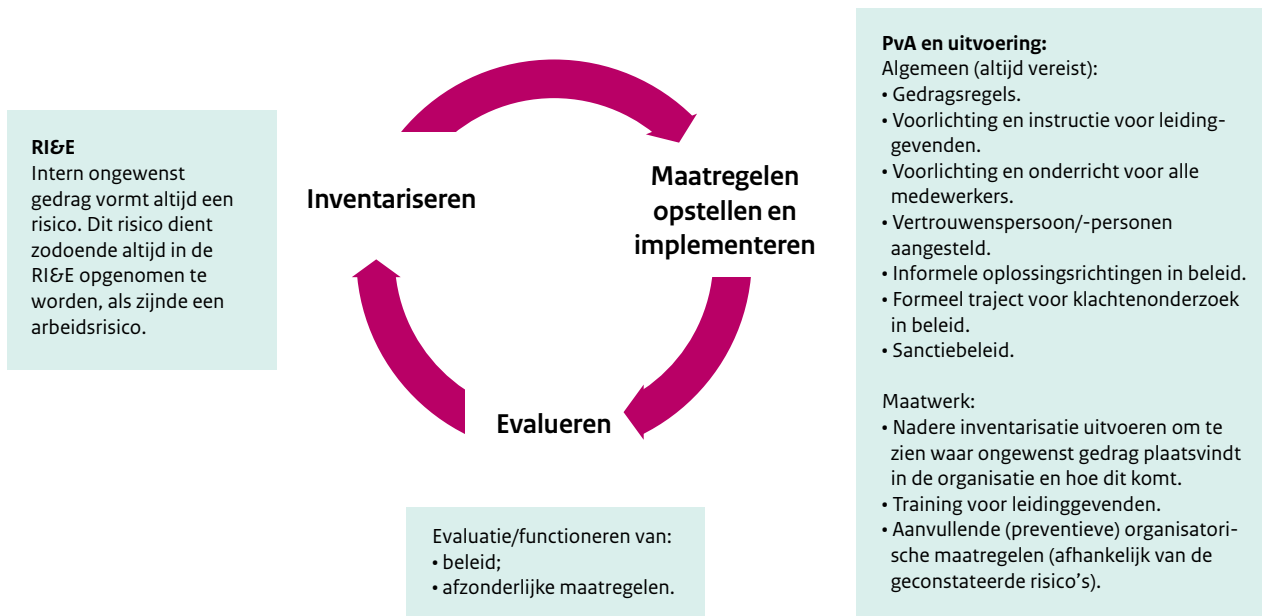 RI&E
Intern ongewenst
gedrag vormt altijd een
risico. Dit risico dient
zodoende altijd in de
RI&E opgenomen te
worden, als zijnde een
arbeidsrisico.
Inventariseren
Maatregelen
opstellen en
implementeren
Evalueren
Evaluatie/functioneren van:
• beleid;
• afzonderlijke maatregelen.
PvA en uitvoering:
Algemeen (altijd vereist):
• Gedragsregels.
• Voorlichting en instructie voor leiding-
gevenden.
• Voorlichting en onderricht voor alle
medewerkers.
• Vertrouwenspersoon/-personen
aangesteld.
• Informele oplossingsrichtingen in beleid.
• Formeel traject voor klachtenonderzoek
in beleid.
• Sanctiebeleid.
Maatwerk:
• Nadere inventarisatie uitvoeren om te
zien waar ongewenst gedrag plaatsvindt
in de organisatie en hoe dit komt.
• Training voor leidinggevenden.
• Aanvullende (preventieve) organisatori-
sche maatregelen (afhankelijk van de
geconstateerde risico’s).